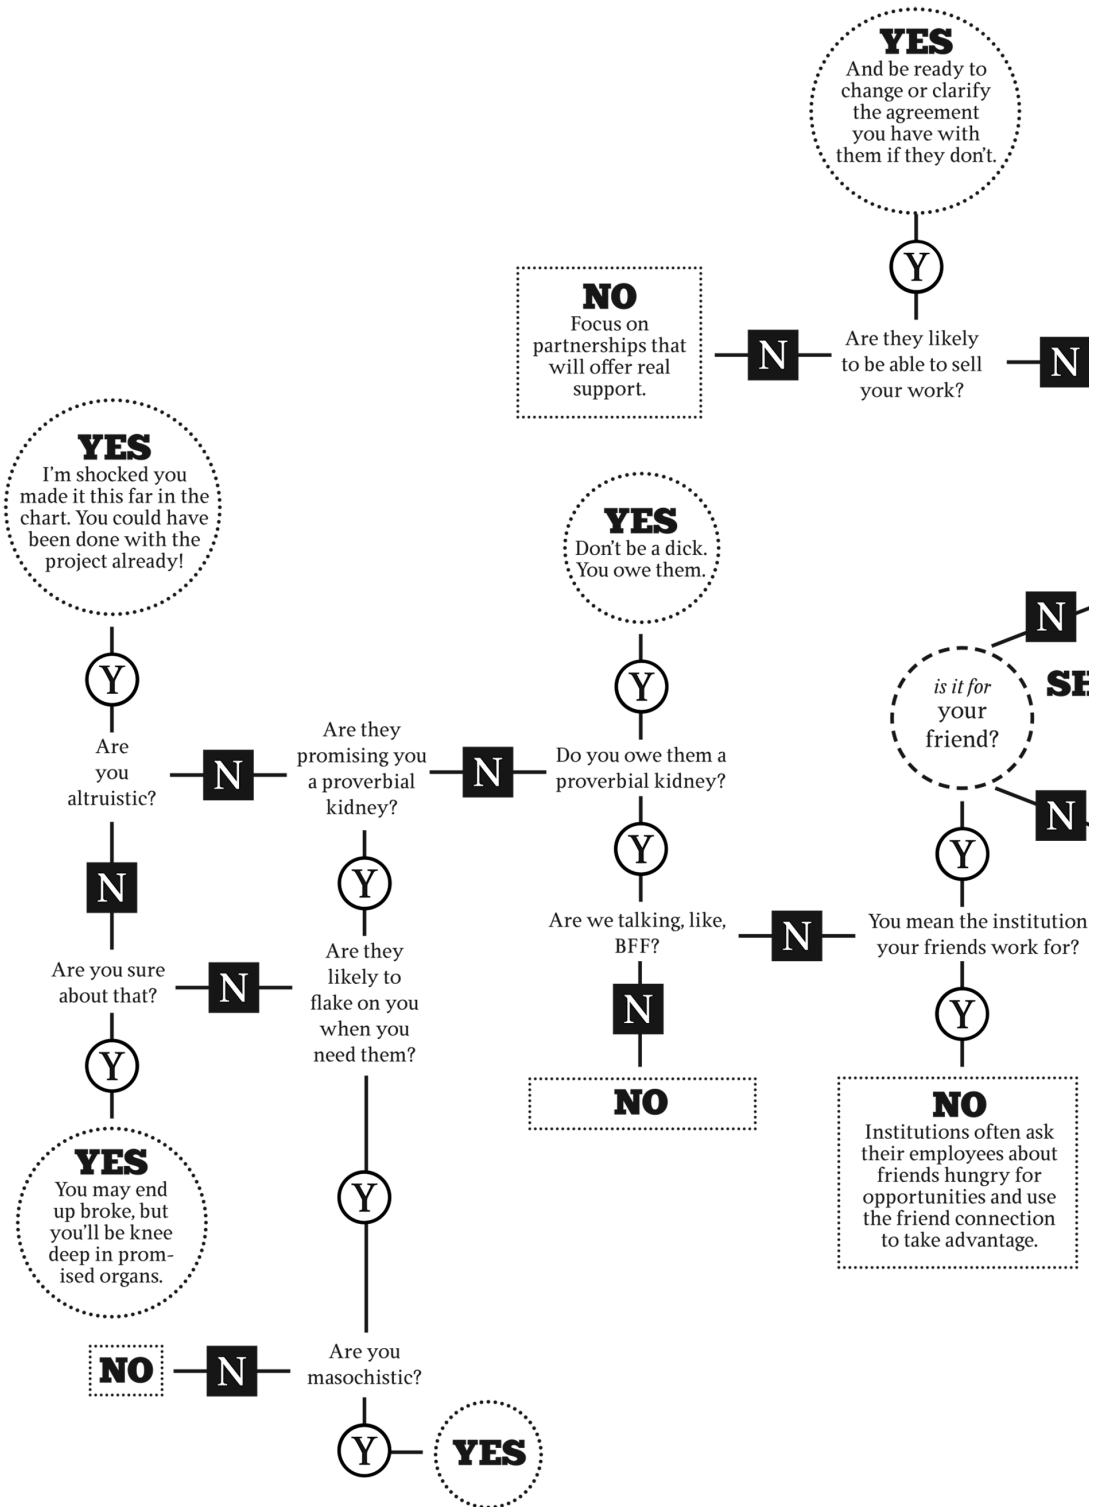 YES
And be ready to
change or clarify
the agreement
you have with
them if they don't.
Y
NO
Focus on
partnerships that
will offer real
support.
N
Are they likely
to be able to sell
your work?
N
YES
I'm shocked you
made it this far in the
chart. You could have
been done with the
project already!
YES
Don't be a dick.
You owe them.
N
Y
Y
is it for
your
friend?
SH
Are
you
altruistic?
N
Are they
promising you
a proverbial
kidney?
N
Do you owe them a
proverbial kidney?
N
Y
Y
Y
N
Are we talking, like,
BFF?
N
You mean the institution
your friends work for?
Are you sure
about that?
N
Are they
likely to
flake on you
when you
need them?
N
Y
Y
NO
NO
Institutions often ask
their employees about
friends hungry for
opportunities and use
the friend connection
to take advantage.
YES
You may end
up broke, but
you'll be knee
deep in prom-
ised organs.
Y
NO
N
Are you
masochistic?
Y
YES